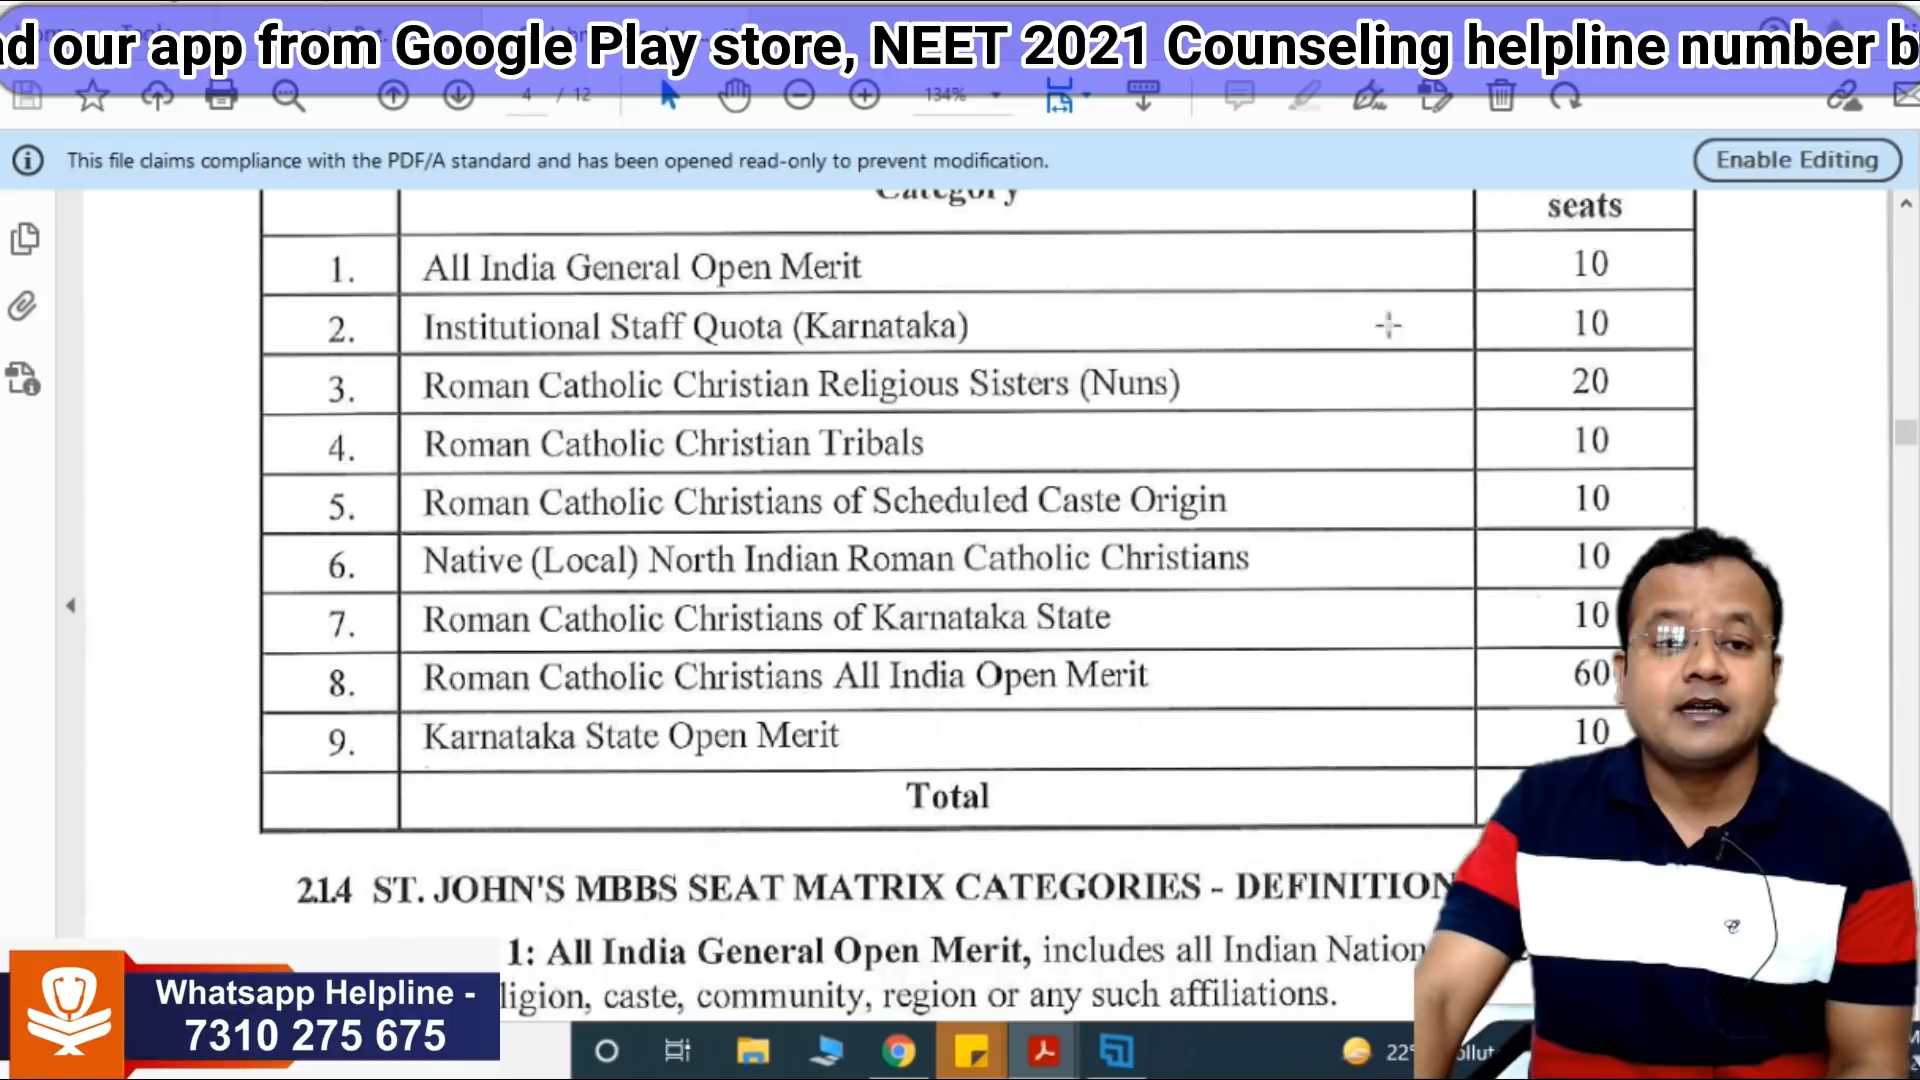 ad our app from Google Play store, NEET 2021 Counseling helpline number b
4 / 12
134%
This file claims compliance with the PDF/A standard and has been opened read-only to prevent modification.
Enable Editing
Category
seats
1. All India General Open Merit 10
2. Institutional Staff Quota (Karnataka) 10
3. Roman Catholic Christian Religious Sisters (Nuns) 20
4. Roman Catholic Christian Tribals 10
5. Roman Catholic Christians of Scheduled Caste Origin 10
6. Native (Local) North Indian Roman Catholic Christians 10
7. Roman Catholic Christians of Karnataka State 10
8. Roman Catholic Christians All India Open Merit 60
9. Karnataka State Open Merit 10
Total
2.1.4 ST. JOHN'S MBBS SEAT MATRIX CATEGORIES - DEFINITION
1: All India General Open Merit, includes all Indian Nation
ligion, caste, community, region or any such affiliations.
Whatsapp Helpline -
7310 275 675
22°
ollut